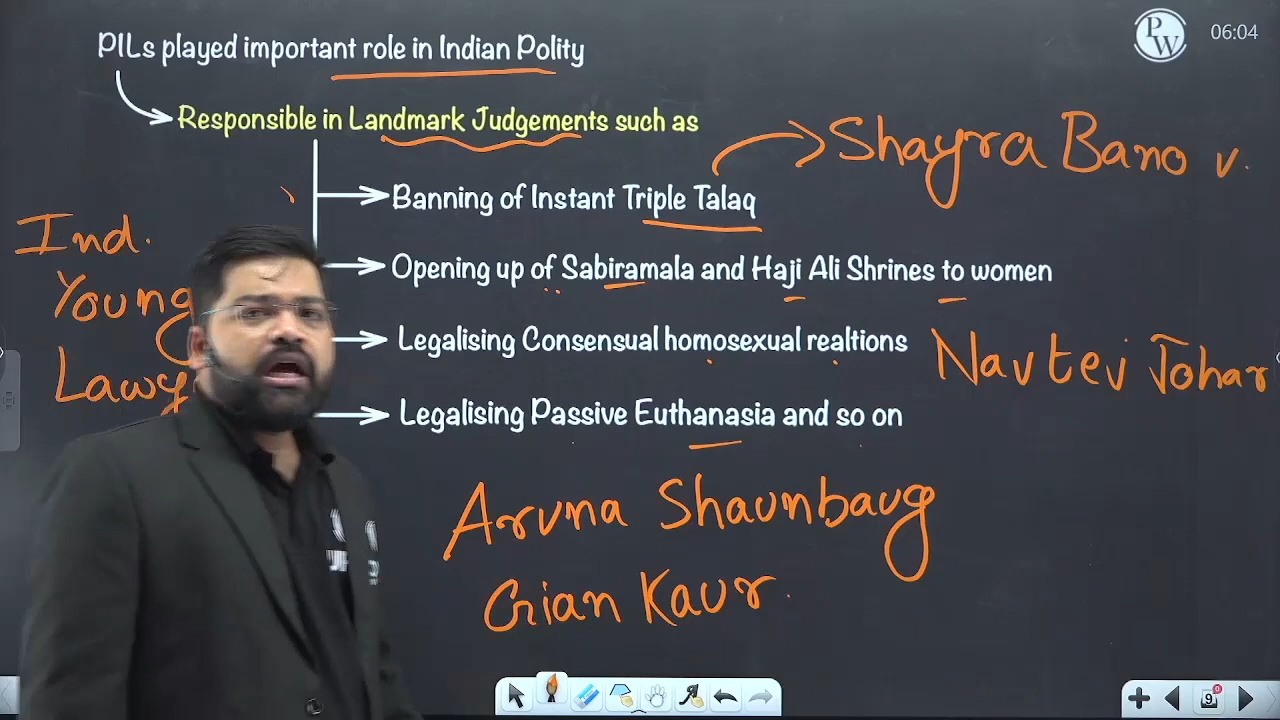 PILs played important role in Indian Polity
PW 06:04
Responsible in Landmark Judgements such as
Shayra Bano v.
Banning of Instant Triple Talaq
Ind.
Young
Lawy
Opening up of Sabiramala and Haji Ali Shrines to women
Legalising Consensual homosexual realtions
Navtej Johar
Legalising Passive Euthanasia and so on
Aruna Shaunbaug
Gian Kaur.
9